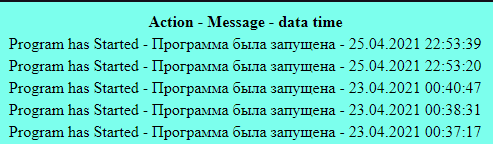 Action - Message - data time
Program has Started - Программа была запущена - 25.04.2021 22:53:39
Program has Started - Программа была запущена - 25.04.2021 22:53:20
Program has Started - Программа была запущена - 23.04.2021 00:40:47
Program has Started - Программа была запущена - 23.04.2021 00:38:31
Program has Started - Программа была запущена - 23.04.2021 00:37:17